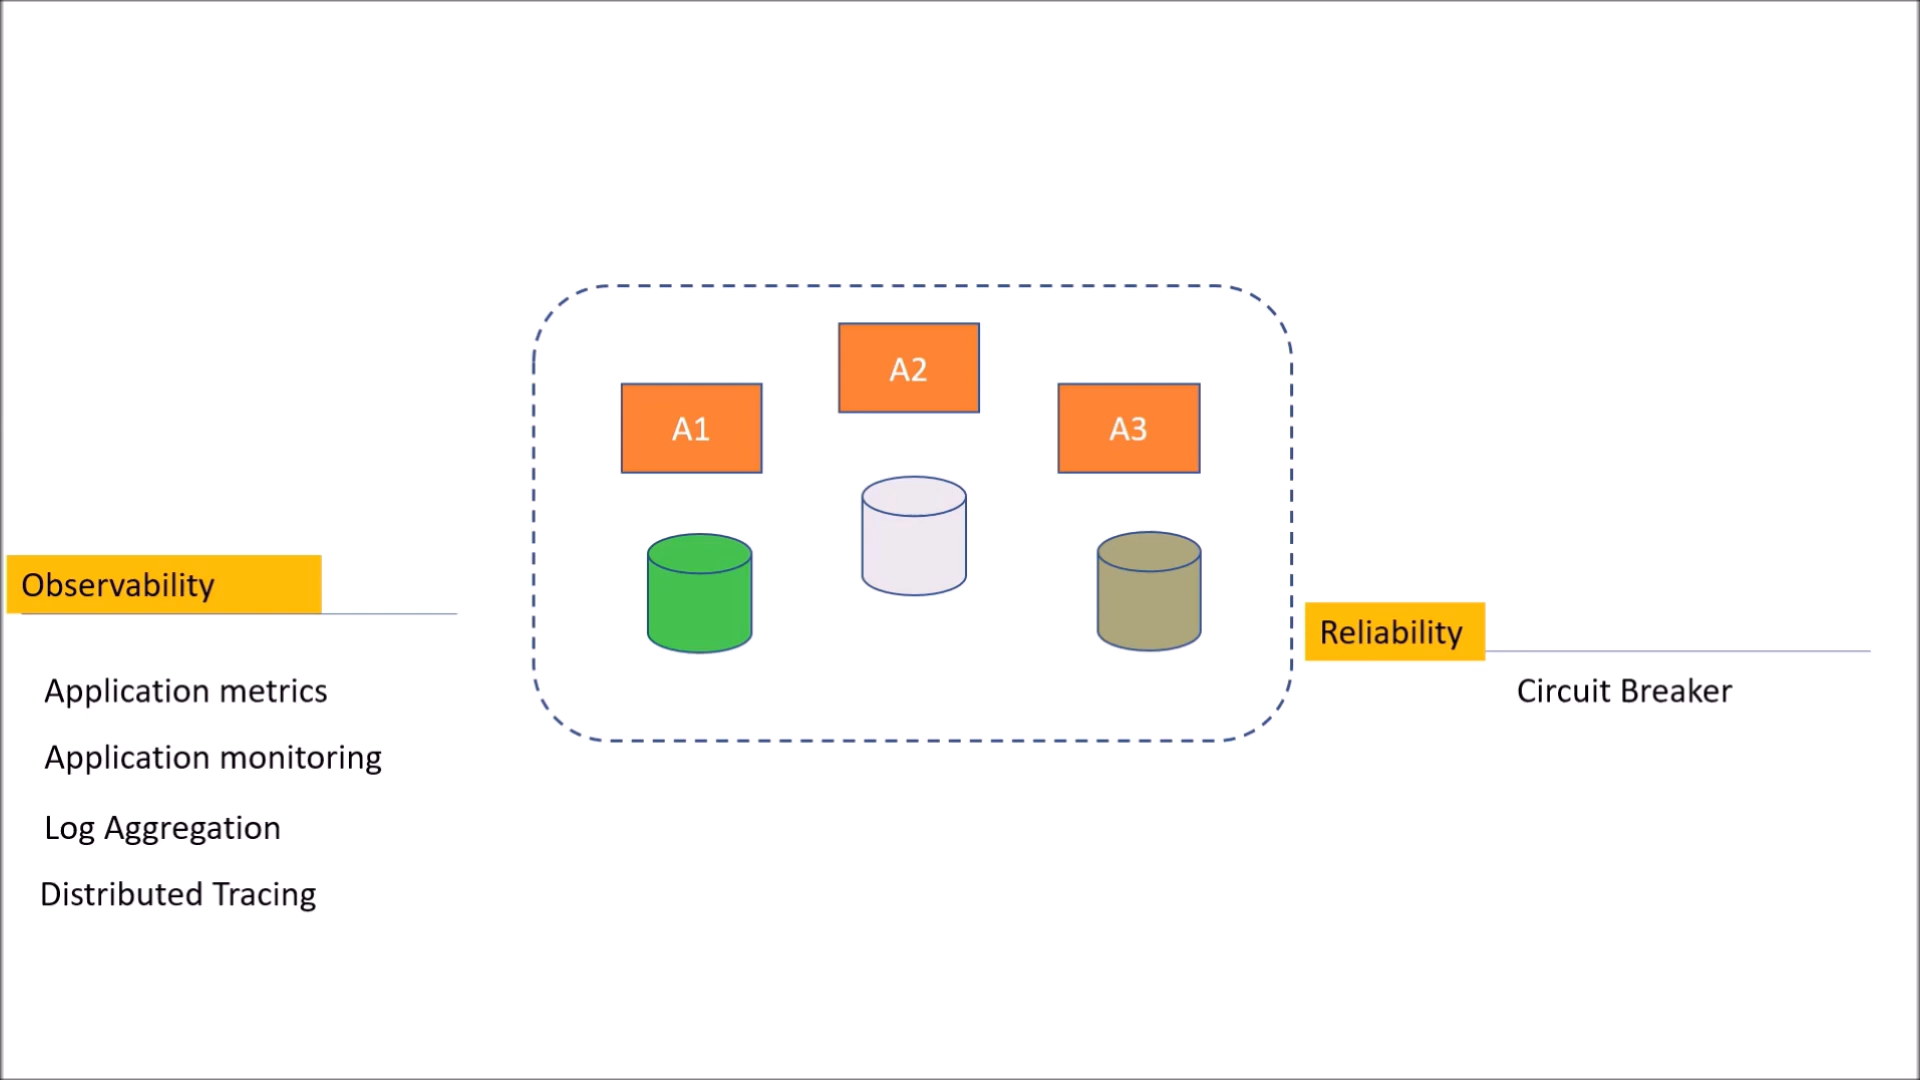 A2
A1
A3
Observability
Reliability
Application metrics
Circuit Breaker
Application monitoring
Log Aggregation
Distributed Tracing